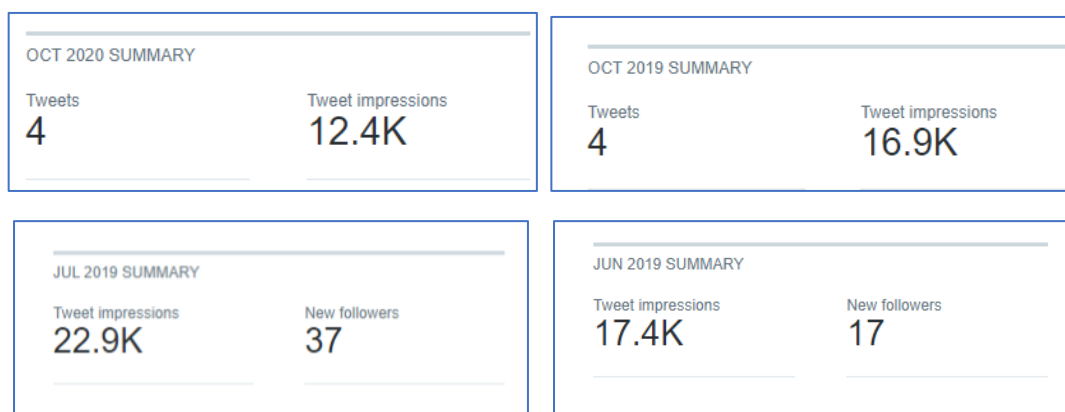 OCT 2020 SUMMARY
Tweets
Tweet impressions
4
12.4K
OCT 2019 SUMMARY
Tweets
Tweet impressions
4
16.9K
JUL 2019 SUMMARY
Tweet impressions
New followers
22.9K
37
JUN 2019 SUMMARY
Tweet impressions
New followers
17.4K
17